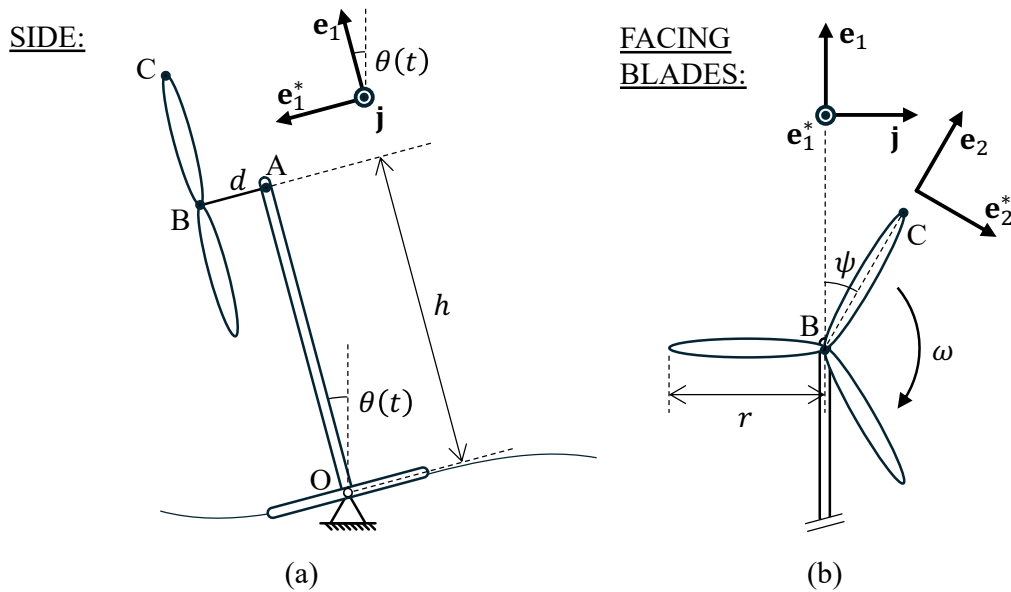 SIDE:
𝐞₁
θ(t)
𝐞₁*
𝐣
C
A
d
B
h
θ(t)
O
(a)
FACING
BLADES:
𝐞₁
𝐞₁*
𝐣
𝐞₂
𝐞₂*
C
ψ
B
ω
r
(b)